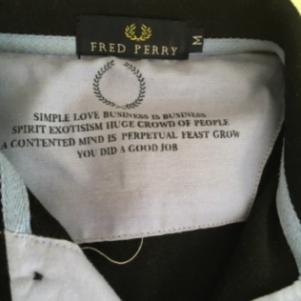 FRED PERRY
M
SIMPLE LOVE BUSINESS IS BUSINESS
SPIRIT EXOTISISM HUGE CROWD OF PEOPLE
A CONTENTED MIND IS PERPETUAL FEAST GROW
YOU DID A GOOD JOB